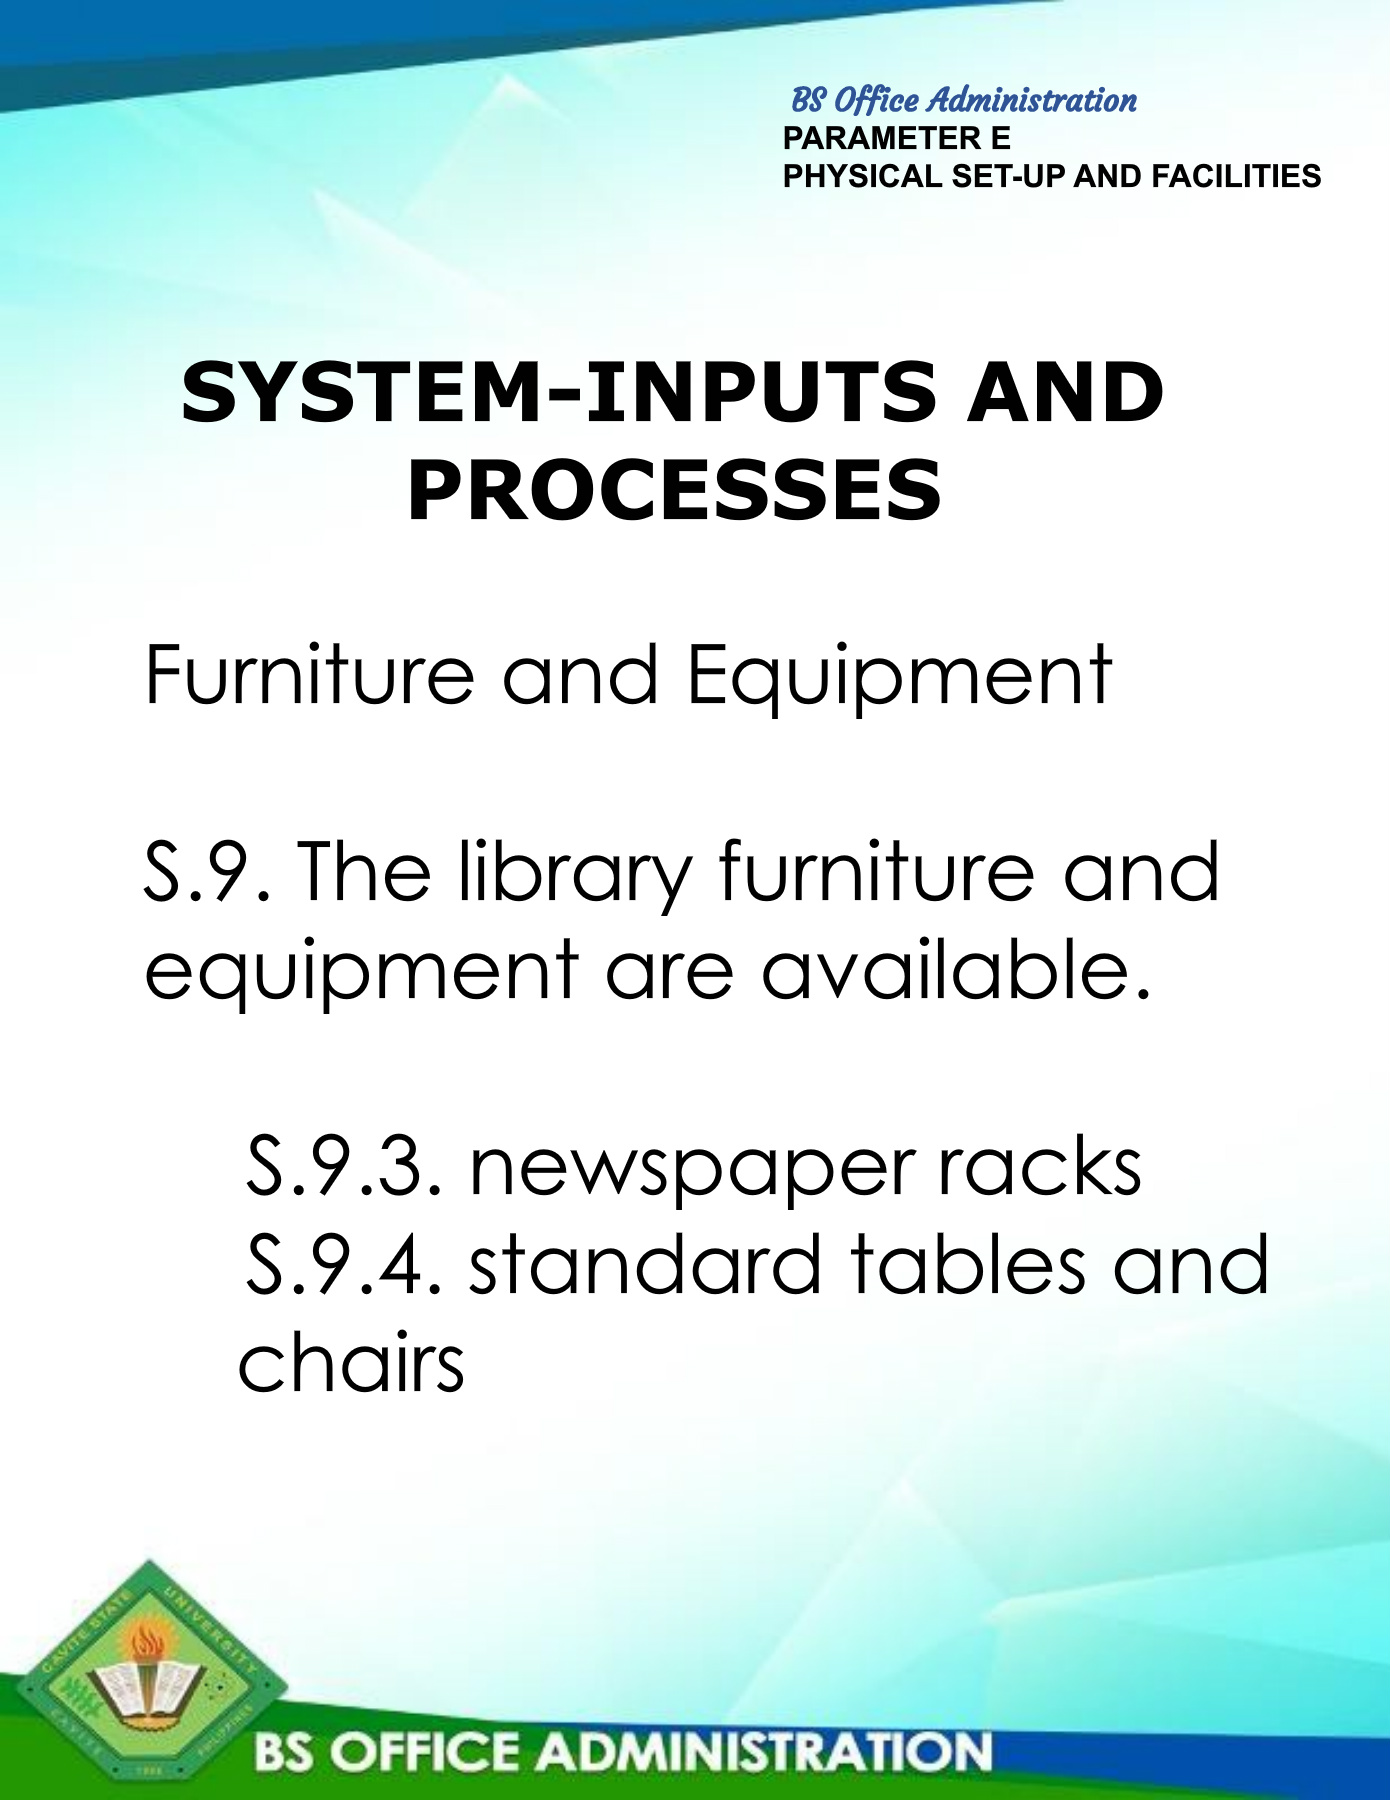 BS Office Administration
PARAMETER E
PHYSICAL SET-UP AND FACILITIES
SYSTEM-INPUTS AND
PROCESSES
Furniture and Equipment
S.9. The library furniture and
equipment are available.
S.9.3. newspaper racks
S.9.4. standard tables and
chairs
CAVITE STATE UNIVERSITY
CAVITE
PHILIPPINES
BS OFFICE ADMINISTRATION